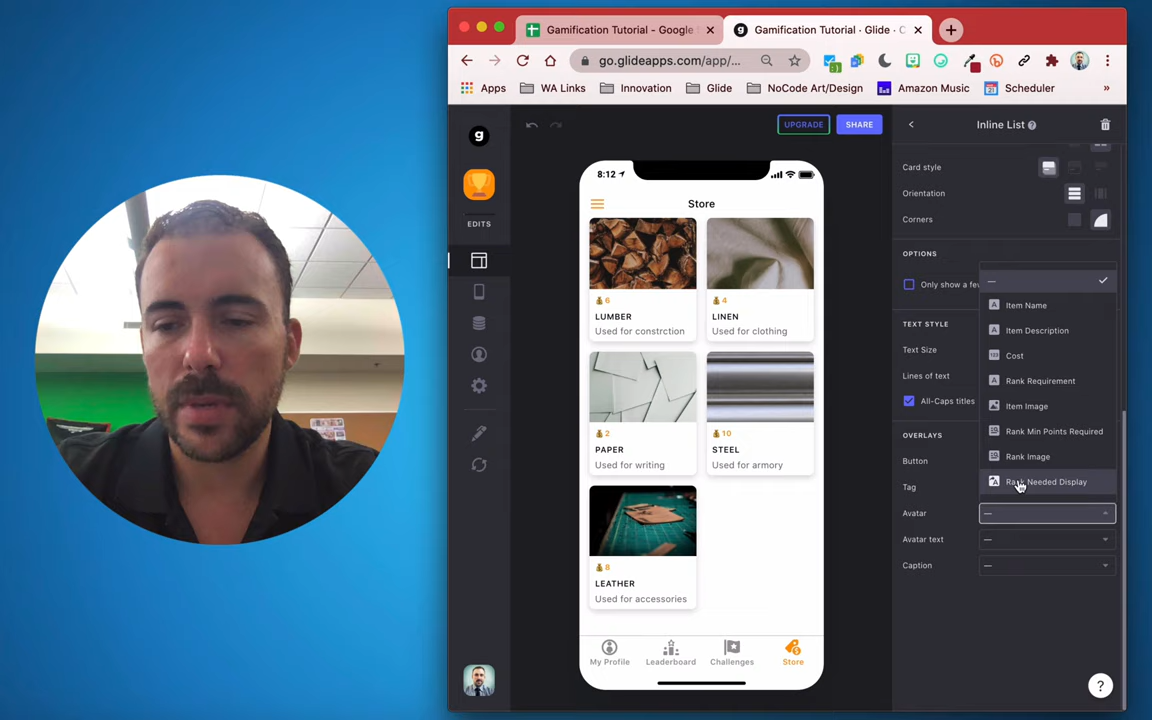 Gamification Tutorial - Google
Gamification Tutorial · Glide · C
go.glideapps.com/app/...
Apps
WA Links
Innovation
Glide
NoCode Art/Design
Amazon Music
Scheduler
»
g
UPGRADE
SHARE
Inline List
EDITS
8:12
Store
6
LUMBER
Used for constrction
4
LINEN
Used for clothing
2
PAPER
Used for writing
10
STEEL
Used for armory
8
LEATHER
Used for accessories
My Profile
Leaderboard
Challenges
Store
Card style
Orientation
Corners
OPTIONS
Only show a fe
TEXT STYLE
Text Size
Lines of text
All-Caps titles
OVERLAYS
Button
Tag
Avatar
—
Avatar text
—
Caption
—
—
Item Name
Item Description
Cost
Rank Requirement
Item Image
Rank Min Points Required
Rank Image
Rank Needed Display
?